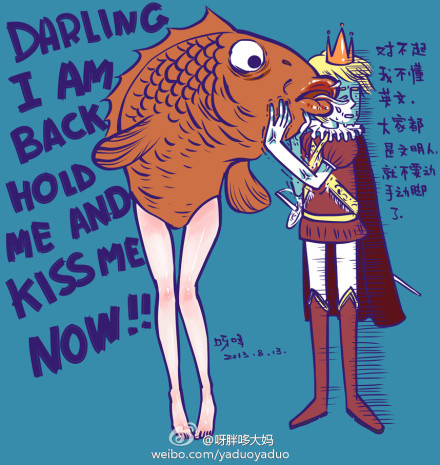 DARLING
I AM
BACK
HOLD
ME AND
KISS ME
NOW!!
对不起
我不懂
英文.
大家都
是文明人,
就不要动
手动脚
了.
呀哆
2013.8.13.
@呀胖哆大妈
weibo.com/yaduoyaduo